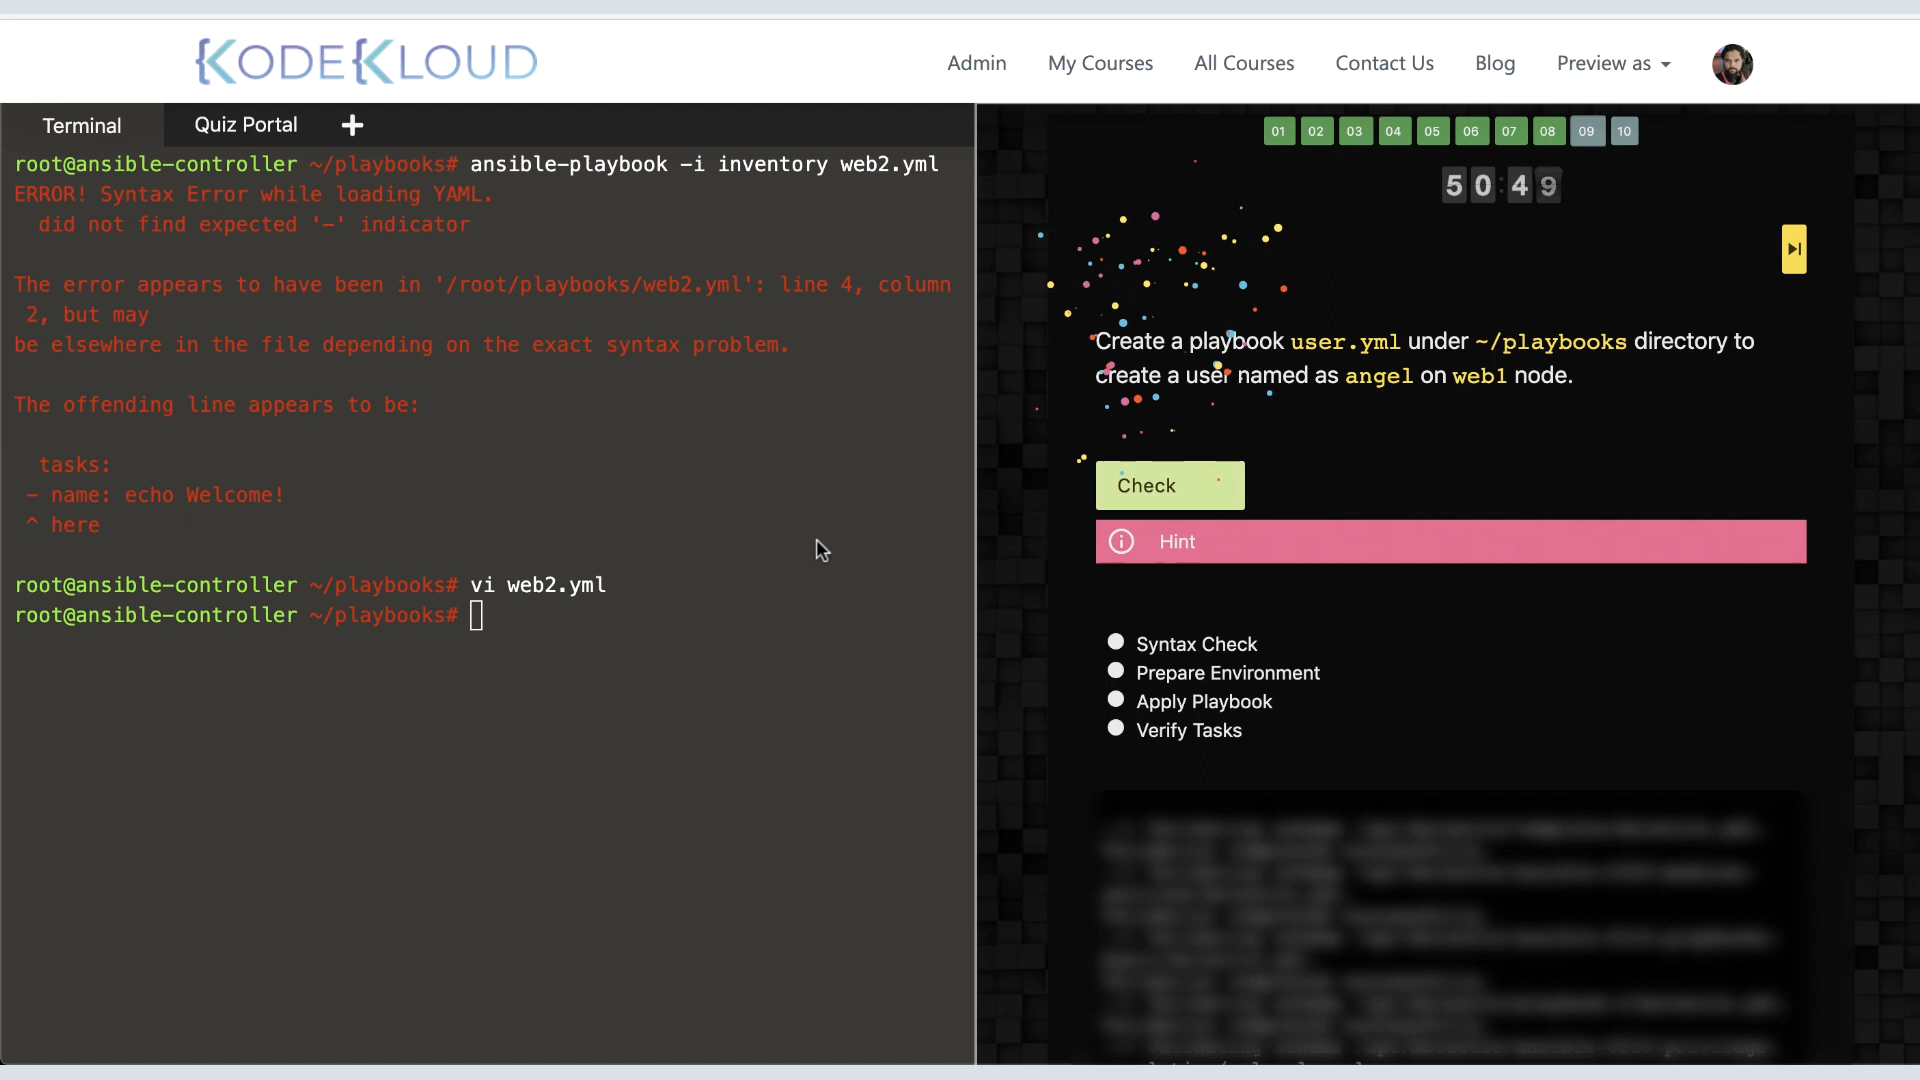 KODEKLOUD
Admin My Courses All Courses Contact Us Blog Preview as
Terminal Quiz Portal +
root@ansible-controller ~/playbooks# ansible-playbook -i inventory web2.yml
ERROR! Syntax Error while loading YAML.
did not find expected '-' indicator
The error appears to have been in '/root/playbooks/web2.yml': line 4, column
2, but may
be elsewhere in the file depending on the exact syntax problem.
The offending line appears to be:
tasks:
- name: echo Welcome!
^ here
root@ansible-controller ~/playbooks# vi web2.yml
root@ansible-controller ~/playbooks#
01 02 03 04 05 06 07 08 09 10
50:49
Create a playbook user.yml under ~/playbooks directory to
create a user named as angel on web1 node.
Check
Hint
Syntax Check
Prepare Environment
Apply Playbook
Verify Tasks